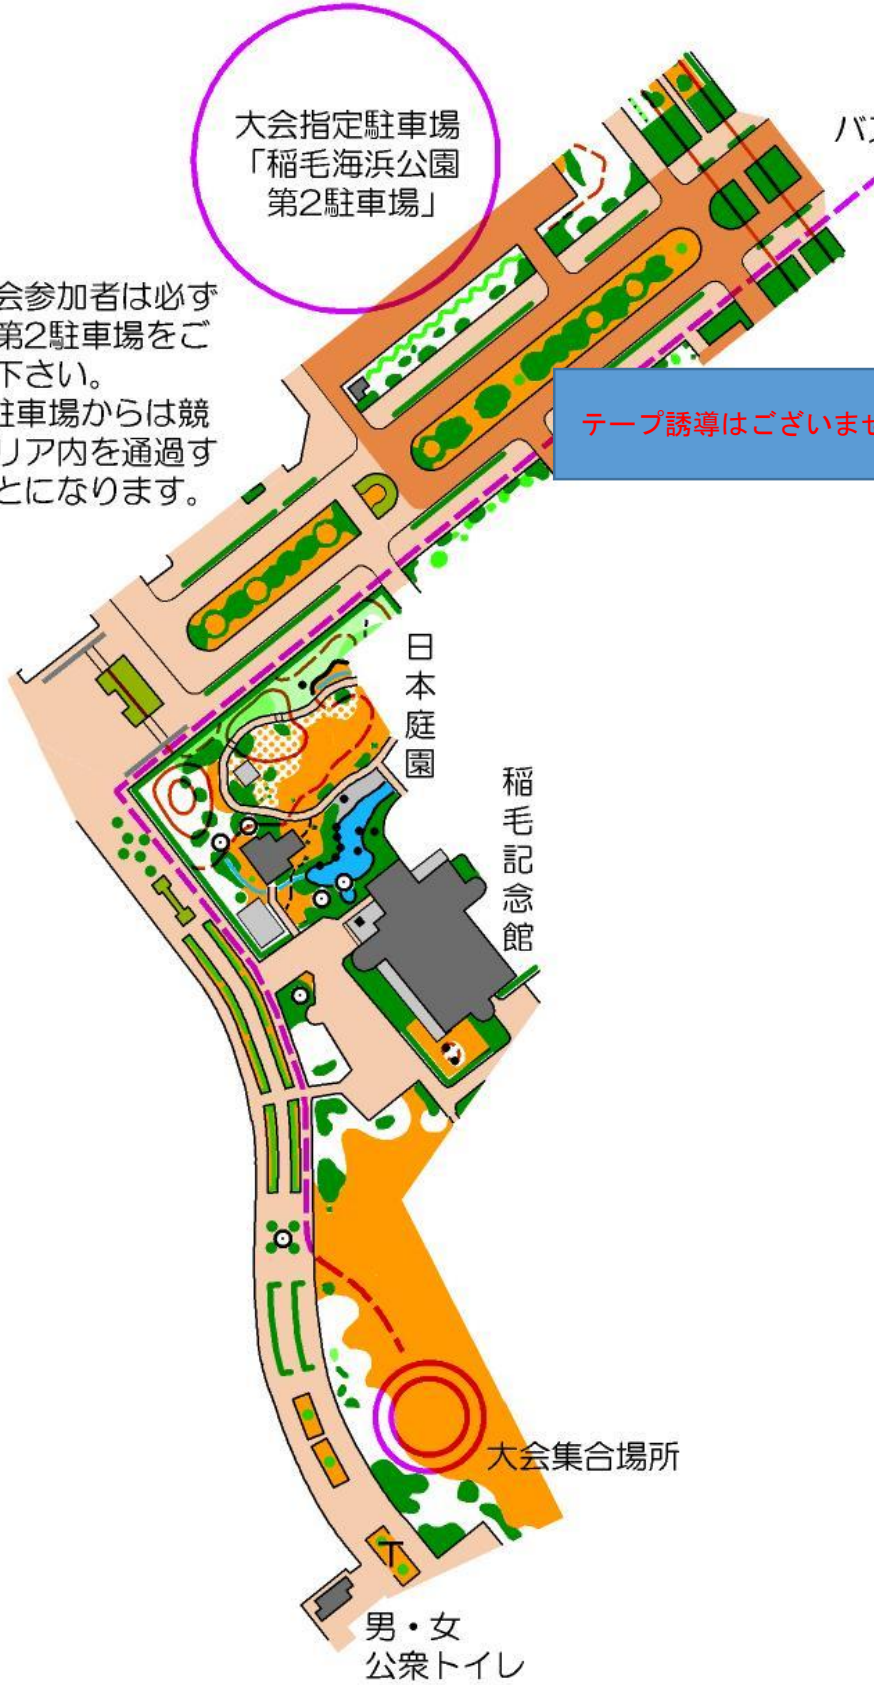 大会指定駐車場
「稲毛海浜公園
第2駐車場」
バス
会参加者は必ず
第2駐車場をご
下さい。
駐車場からは競
リア内を通過す
とになります。
テープ誘導はございませ
日本庭園
稲毛記念館
大会集合場所
T
男・女
公衆トイレ